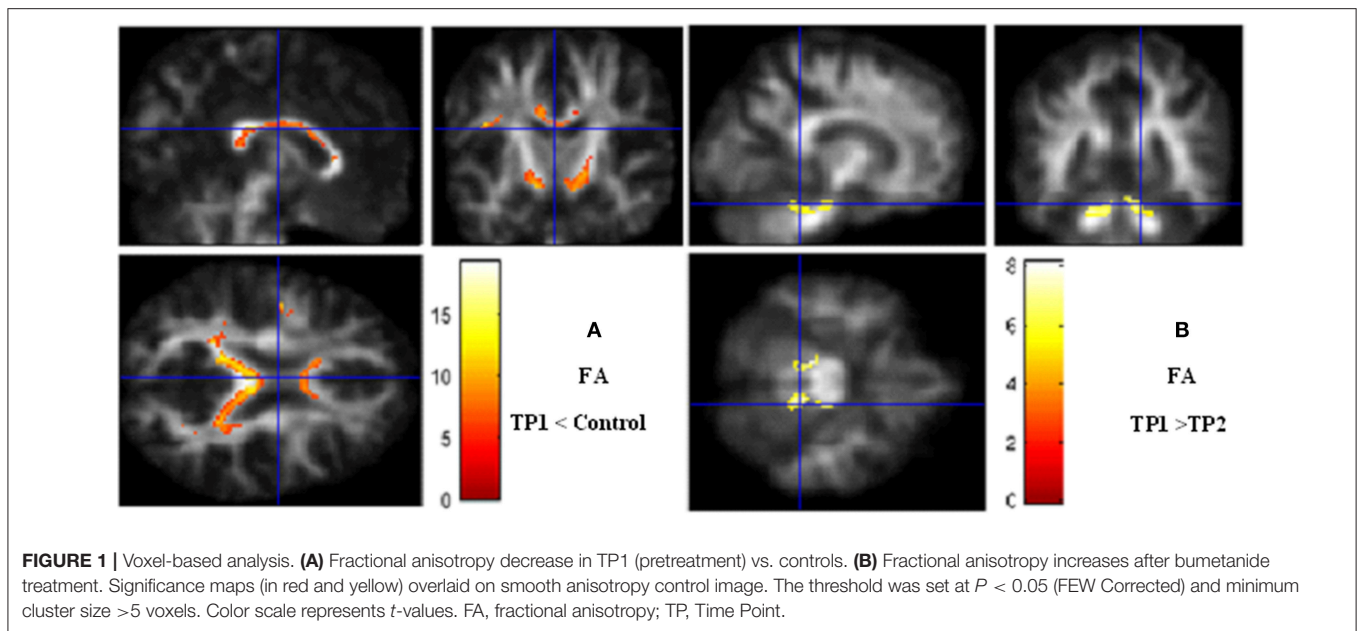 15
10
5
0
A
FA
TP1 < Control
8
6
4
2
0
B
FA
TP1 >TP2
FIGURE 1 | Voxel-based analysis. (A) Fractional anisotropy decrease in TP1 (pretreatment) vs. controls. (B) Fractional anisotropy increases after bumetanide
treatment. Significance maps (in red and yellow) overlaid on smooth anisotropy control image. The threshold was set at P < 0.05 (FEW Corrected) and minimum
cluster size >5 voxels. Color scale represents t-values. FA, fractional anisotropy; TP, Time Point.